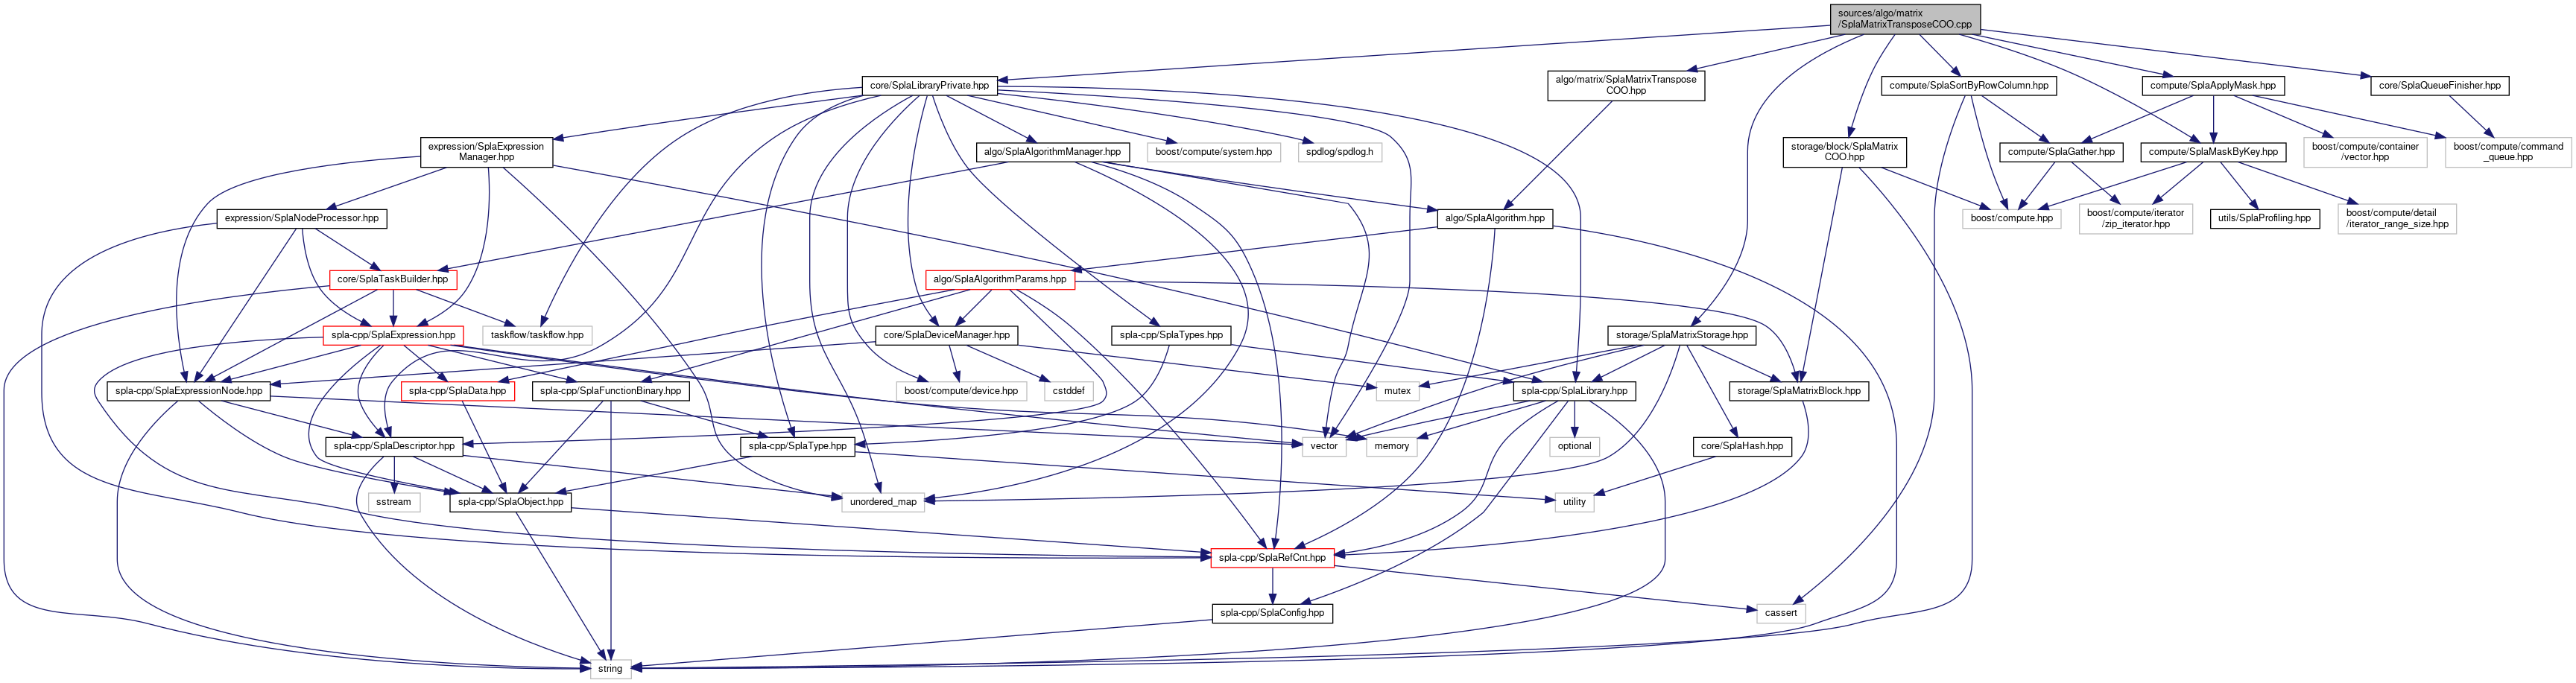 sources/algo/matrix
/SplaMatrixTransposeCOO.cpp
core/SplaLibraryPrivate.hpp
algo/matrix/SplaMatrixTranspose
COO.hpp
compute/SplaSortByRowColumn.hpp
compute/SplaApplyMask.hpp
core/SplaQueueFinisher.hpp
expression/SplaExpression
Manager.hpp
algo/SplaAlgorithmManager.hpp
boost/compute/system.hpp
spdlog/spdlog.h
storage/block/SplaMatrix
COO.hpp
compute/SplaGather.hpp
compute/SplaMaskByKey.hpp
boost/compute/container
/vector.hpp
boost/compute/command
_queue.hpp
expression/SplaNodeProcessor.hpp
algo/SplaAlgorithm.hpp
boost/compute.hpp
boost/compute/iterator
/zip_iterator.hpp
utils/SplaProfiling.hpp
boost/compute/detail
/iterator_range_size.hpp
core/SplaTaskBuilder.hpp
algo/SplaAlgorithmParams.hpp
spla-cpp/SplaExpression.hpp
taskflow/taskflow.hpp
core/SplaDeviceManager.hpp
spla-cpp/SplaTypes.hpp
storage/SplaMatrixStorage.hpp
spla-cpp/SplaExpressionNode.hpp
spla-cpp/SplaData.hpp
spla-cpp/SplaFunctionBinary.hpp
boost/compute/device.hpp
cstddef
mutex
spla-cpp/SplaLibrary.hpp
storage/SplaMatrixBlock.hpp
spla-cpp/SplaDescriptor.hpp
spla-cpp/SplaType.hpp
vector
memory
optional
core/SplaHash.hpp
sstream
spla-cpp/SplaObject.hpp
unordered_map
utility
spla-cpp/SplaRefCnt.hpp
spla-cpp/SplaConfig.hpp
cassert
string